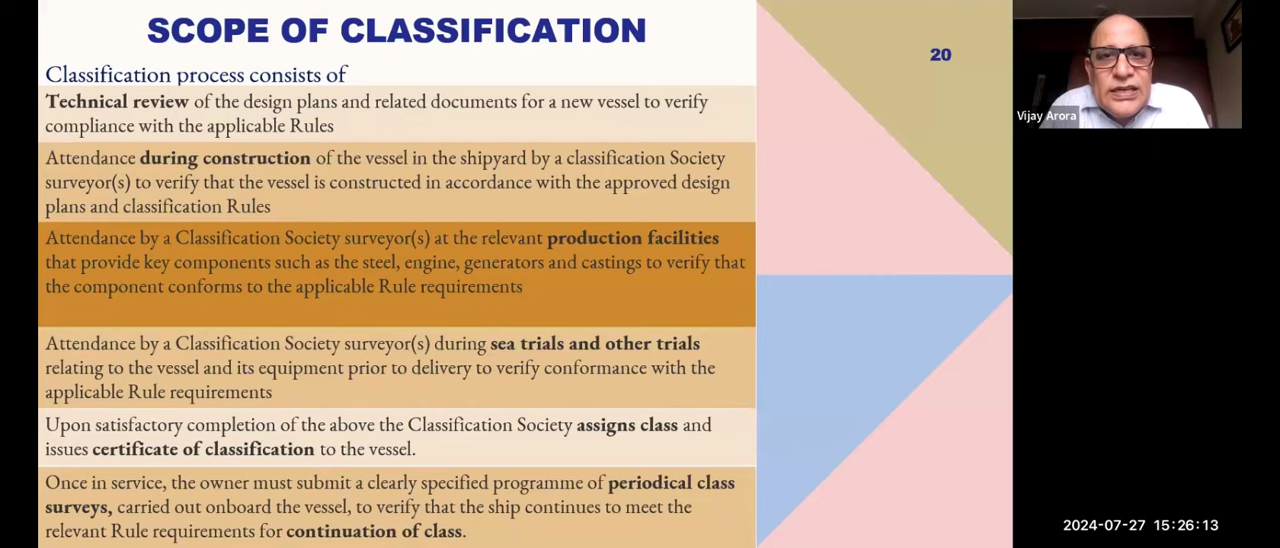 SCOPE OF CLASSIFICATION
20
Classification process consists of
Technical review of the design plans and related documents for a new vessel to verify
compliance with the applicable Rules
Attendance during construction of the vessel in the shipyard by a classification Society
surveyor(s) to verify that the vessel is constructed in accordance with the approved design
plans and classification Rules
Attendance by a Classification Society surveyor(s) at the relevant production facilities
that provide key components such as the steel, engine, generators and castings to verify that
the component conforms to the applicable Rule requirements
Attendance by a Classification Society surveyor(s) during sea trials and other trials
relating to the vessel and its equipment prior to delivery to verify conformance with the
applicable Rule requirements
Upon satisfactory completion of the above the Classification Society assigns class and
issues certificate of classification to the vessel.
Once in service, the owner must submit a clearly specified programme of periodical class
surveys, carried out onboard the vessel, to verify that the ship continues to meet the
relevant Rule requirements for continuation of class.
Vijay Arora
2024-07-27 15:26:13